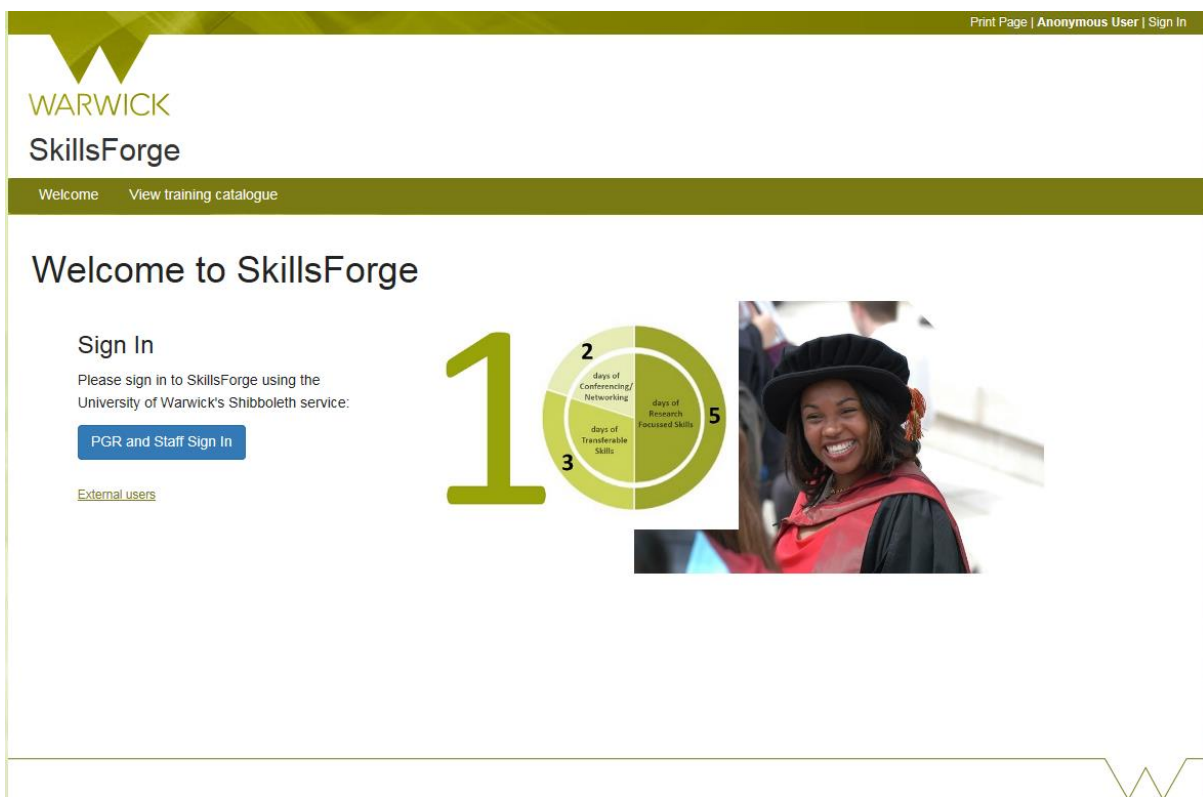 Print Page | Anonymous User | Sign In
WARWICK
SkillsForge
Welcome View training catalogue
Welcome to SkillsForge
Sign In
Please sign in to SkillsForge using the
University of Warwick's Shibboleth service:
PGR and Staff Sign In
External users
10
2
days of
Conferencing/
Networking
days of
Transferable
Skills
3
days of
Research
Focussed Skills
5